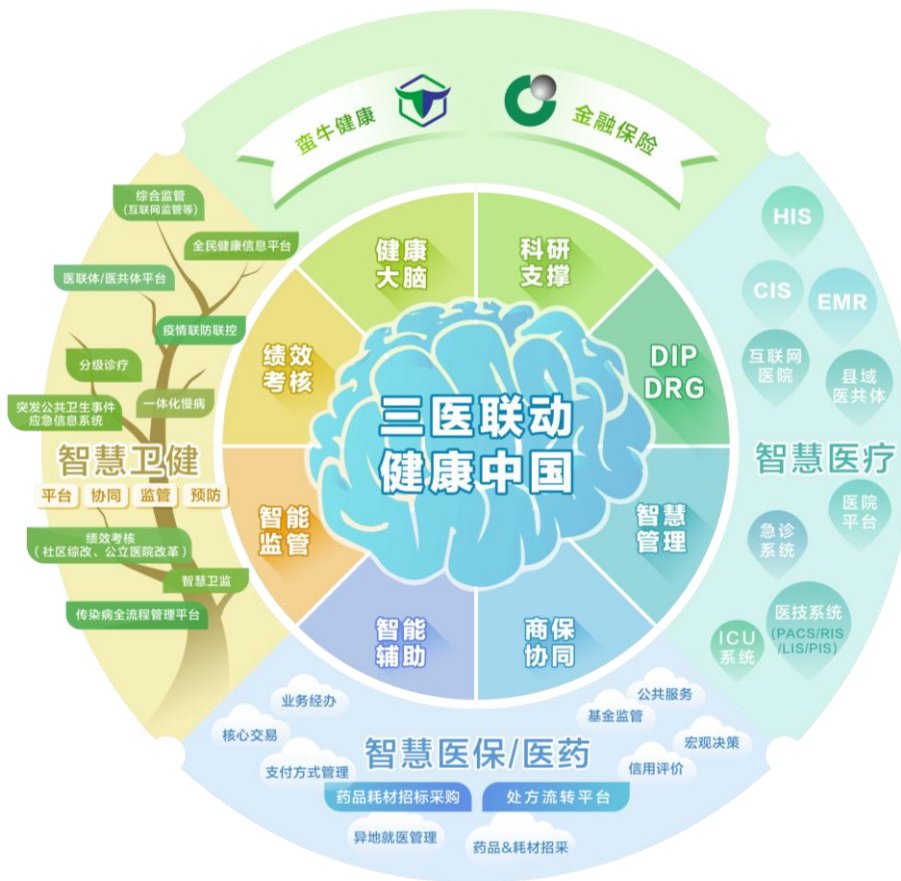 蛮牛健康
金融保险
综合监管
(互联网监管等)
全民健康信息平台
医联体/医共体平台
疫情联防联控
分级诊疗
一体化慢病
突发公共卫生事件
应急信息系统
智慧卫健
平台 协同 监管 预防
绩效考核
(社区综改、公立医院改革)
智慧卫监
传染病全流程管理平台
健康
大脑
科研
支撑
绩效
考核
DIP
DRG
三医联动
健康中国
智能
监管
智慧
管理
智能
辅助
商保
协同
HIS
CIS
EMR
互联网
医院
县域
医共体
智慧医疗
医院
平台
急诊
系统
医技系统
(PACS/RIS
/LIS/PIS)
ICU
系统
业务经办
公共服务
核心交易
基金监管
宏观决策
智慧医保/医药
支付方式管理
信用评价
药品耗材招标采购
处方流转平台
异地就医管理
药品&耗材招采